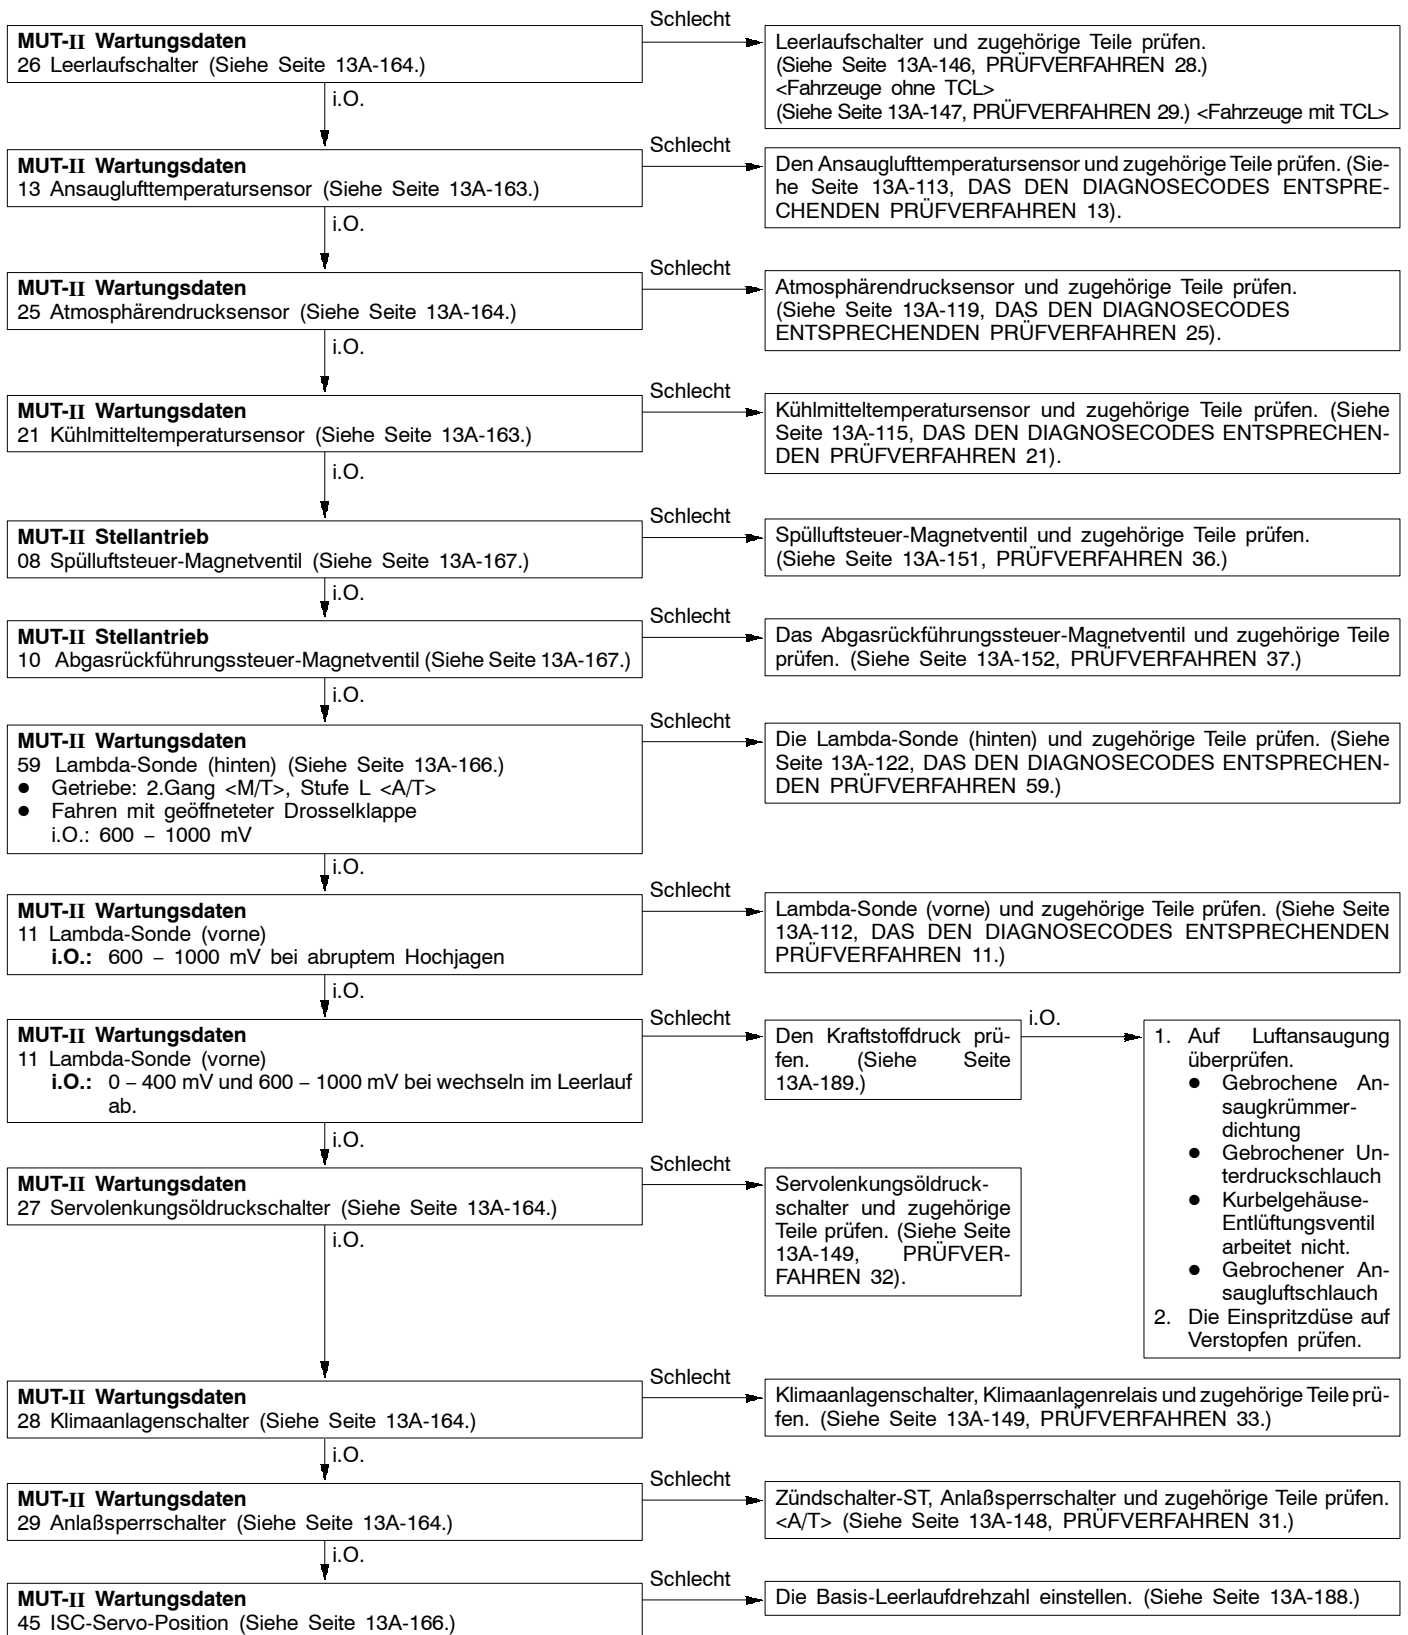 Schlecht
MUT-II Wartungsdaten
26 Leerlaufschalter (Siehe Seite 13A-164.)
Leerlaufschalter und zugehörige Teile prüfen.
(Siehe Seite 13A-146, PRÜFVERFAHREN 28.)
<Fahrzeuge ohne TCL>
(Siehe Seite 13A-147, PRÜFVERFAHREN 29.) <Fahrzeuge mit TCL>
i.O.
Schlecht
MUT-II Wartungsdaten
13 Ansauglufttemperatursensor (Siehe Seite 13A-163.)
Den Ansauglufttemperatursensor und zugehörige Teile prüfen. (Sie-
he Seite 13A-113, DAS DEN DIAGNOSECODES ENTSPRE-
CHENDEN PRÜFVERFAHREN 13).
i.O.
Schlecht
MUT-II Wartungsdaten
25 Atmosphärendrucksensor (Siehe Seite 13A-164.)
Atmosphärendrucksensor und zugehörige Teile prüfen.
(Siehe Seite 13A-119, DAS DEN DIAGNOSECODES
ENTSPRECHENDEN PRÜFVERFAHREN 25).
i.O.
Schlecht
MUT-II Wartungsdaten
21 Kühlmitteltemperatursensor (Siehe Seite 13A-163.)
Kühlmitteltemperatursensor und zugehörige Teile prüfen. (Siehe
Seite 13A-115, DAS DEN DIAGNOSECODES ENTSPRECHEN-
DEN PRÜFVERFAHREN 21).
i.O.
Schlecht
MUT-II Stellantrieb
08 Spülluftsteuer-Magnetventil (Siehe Seite 13A-167.)
Spülluftsteuer-Magnetventil und zugehörige Teile prüfen.
(Siehe Seite 13A-151, PRÜFVERFAHREN 36.)
i.O.
Schlecht
MUT-II Stellantrieb
10 Abgasrückführungssteuer-Magnetventil (Siehe Seite 13A-167.)
Das Abgasrückführungssteuer-Magnetventil und zugehörige Teile
prüfen. (Siehe Seite 13A-152, PRÜFVERFAHREN 37.)
i.O.
Schlecht
MUT-II Wartungsdaten
59 Lambda-Sonde (hinten) (Siehe Seite 13A-166.)
● Getriebe: 2.Gang <M/T>, Stufe L <A/T>
● Fahren mit geöffneteter Drosselklappe
i.O.: 600 – 1000 mV
Die Lambda-Sonde (hinten) und zugehörige Teile prüfen. (Siehe
Seite 13A-122, DAS DEN DIAGNOSECODES ENTSPRECHEN-
DEN PRÜFVERFAHREN 59.)
i.O.
Schlecht
MUT-II Wartungsdaten
11 Lambda-Sonde (vorne)
i.O.: 600 – 1000 mV bei abruptem Hochjagen
Lambda-Sonde (vorne) und zugehörige Teile prüfen. (Siehe Seite
13A-112, DAS DEN DIAGNOSECODES ENTSPRECHENDEN
PRÜFVERFAHREN 11.)
i.O.
Schlecht
MUT-II Wartungsdaten
11 Lambda-Sonde (vorne)
i.O.: 0 – 400 mV und 600 – 1000 mV bei wechseln im Leerlauf
ab.
Den Kraftstoffdruck prü-
fen. (Siehe Seite
13A-189.)
i.O.
1. Auf Luftansaugung
überprüfen.
● Gebrochene An-
saugkrümmer-
dichtung
● Gebrochener Un-
terdruckschlauch
● Kurbelgehäuse-
Entlüftungsventil
arbeitet nicht.
● Gebrochener An-
saugluftschlauch
2. Die Einspritzdüse auf
Verstopfen prüfen.
i.O.
Schlecht
MUT-II Wartungsdaten
27 Servolenkungsöldruckschalter (Siehe Seite 13A-164.)
Servolenkungsöldruck-
schalter und zugehörige
Teile prüfen. (Siehe Seite
13A-149, PRÜFVER-
FAHREN 32).
i.O.
Schlecht
MUT-II Wartungsdaten
28 Klimaanlagenschalter (Siehe Seite 13A-164.)
Klimaanlagenschalter, Klimaanlagenrelais und zugehörige Teile prü-
fen. (Siehe Seite 13A-149, PRÜFVERFAHREN 33.)
i.O.
Schlecht
MUT-II Wartungsdaten
29 Anlaßsperrschalter (Siehe Seite 13A-164.)
Zündschalter-ST, Anlaßsperrschalter und zugehörige Teile prüfen.
<A/T> (Siehe Seite 13A-148, PRÜFVERFAHREN 31.)
i.O.
Schlecht
MUT-II Wartungsdaten
45 ISC-Servo-Position (Siehe Seite 13A-166.)
Die Basis-Leerlaufdrehzahl einstellen. (Siehe Seite 13A-188.)